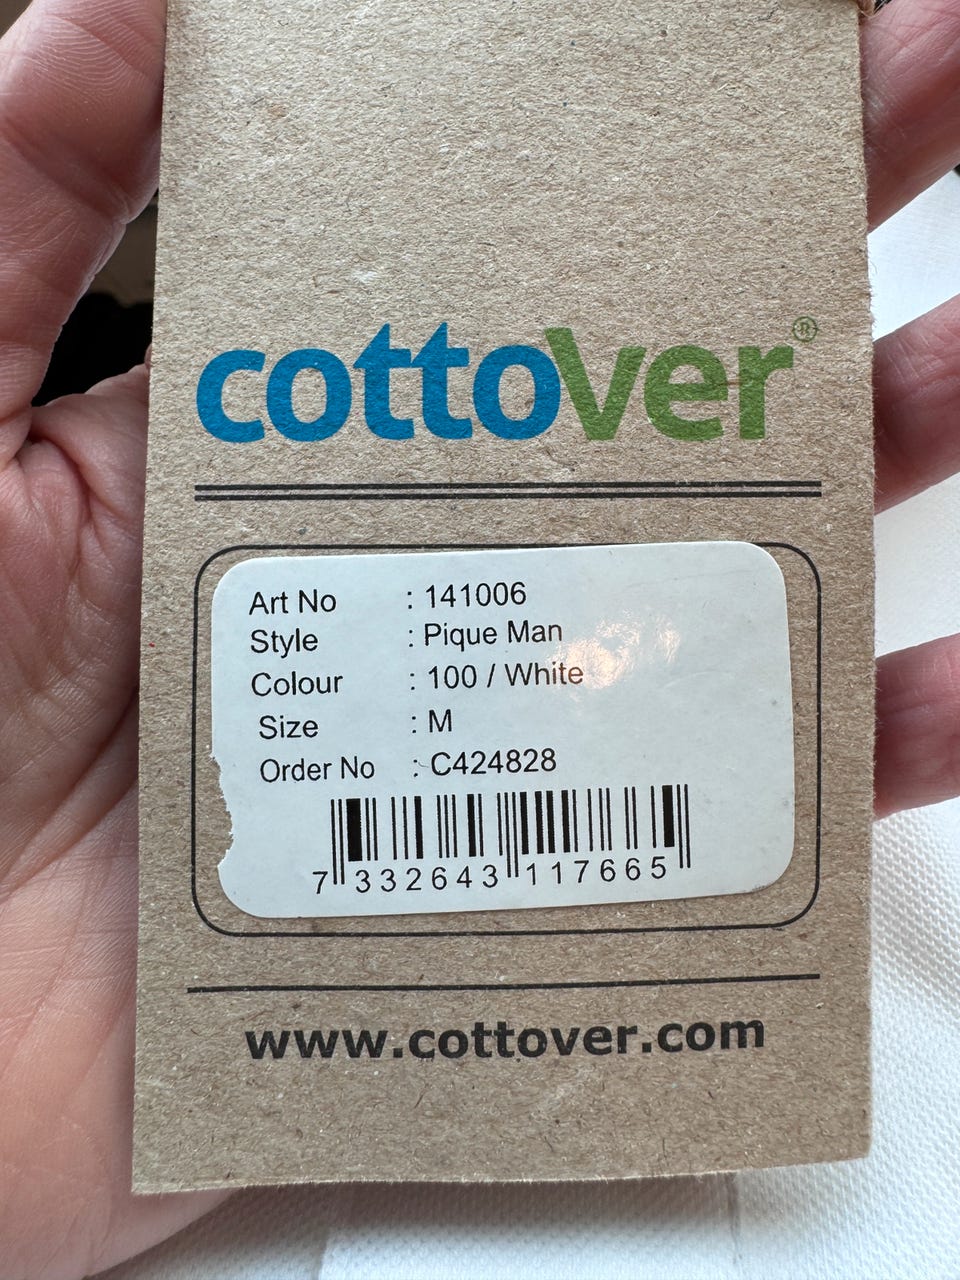 cottover®
Art No : 141006
Style : Pique Man
Colour : 100 / White
Size : M
Order No : C424828
7 332643 117665
www.cottover.com